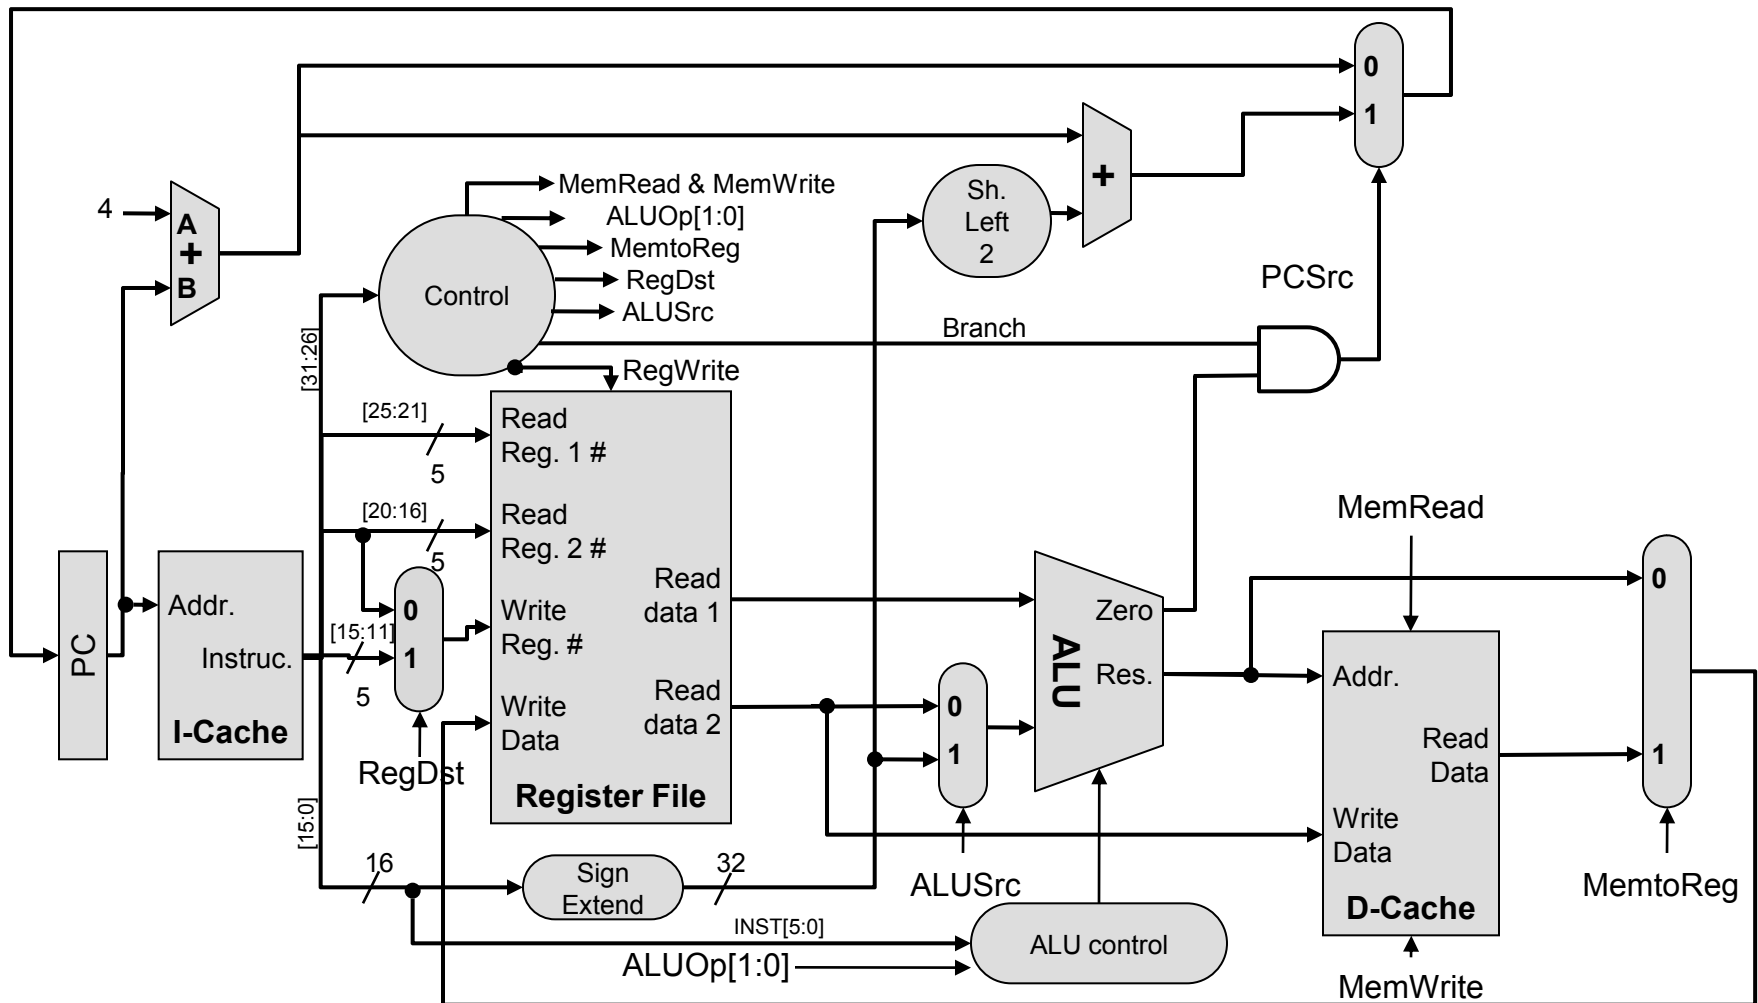 0
1
MemRead & MemWrite
ALUOp[1:0]
MemtoReg
RegDst
ALUSrc
4
A
+
B
Control
Sh.
Left
2
+
PCSrc
Branch
[31:26]
RegWrite
[25:21]
5
Read
Reg. 1 #
[20:16]
5
Read
Reg. 2 #
MemRead
PC
Addr.
Instruc.
I-Cache
[15:11]
5
0
1
RegDst
Write
Reg. #
Write
Data
Read
data 1
Read
data 2
Register File
0
1
ALUSrc
ALU
Zero
Res.
Addr.
Read
Data
Write
Data
D-Cache
MemWrite
0
1
MemtoReg
[15:0]
16
Sign
Extend
32
INST[5:0]
ALUOp[1:0]
ALU control